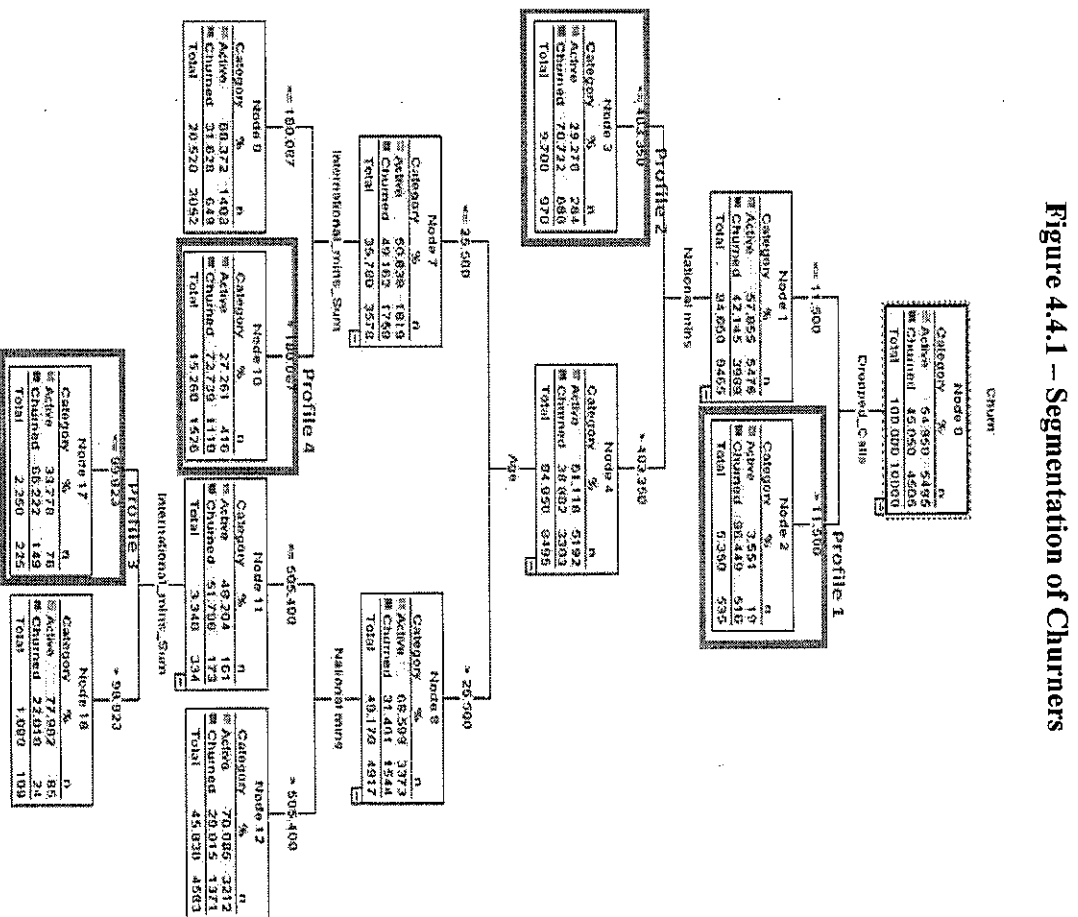 Figure 4.4.1 – Segmentation of Churners
Churn
Node 0
Category % n
Active 54.950 5495
Churned 45.050 4505
Total 100.000 10000
Dropped_Calls
<= 11.500
Node 1
Category % n
Active 57.855 5476
Churned 42.145 3989
Total 94.650 9465
Profile 1
> 11.500
Node 2
Category % n
Active 3.551 19
Churned 96.449 516
Total 5.350 535
National mins
Profile 2
<= 403.350
Node 3
Category % n
Active 29.278 284
Churned 70.722 686
Total 9.700 970
> 403.350
Node 4
Category % n
Active 61.118 5192
Churned 38.882 3303
Total 84.950 8495
Age
<= 25.500
Node 7
Category % n
Active 50.838 1819
Churned 49.162 1759
Total 35.780 3578
> 25.500
Node 8
Category % n
Active 68.599 3373
Churned 31.401 1544
Total 49.170 4917
International_mins_Sum
<= 180.087
Node 9
Category % n
Active 68.372 1403
Churned 31.628 649
Total 20.520 2052
Profile 4
> 180.087
Node 10
Category % n
Active 27.261 416
Churned 72.739 1110
Total 15.260 1526
National mins
<= 505.400
Node 11
Category % n
Active 48.204 161
Churned 51.796 173
Total 3.340 334
> 505.400
Node 12
Category % n
Active 70.085 3212
Churned 29.915 1371
Total 45.830 4583
International_mins_Sum
Profile 3
Node 17
Category % n
Active 33.778 76
Churned 66.222 149
Total 2.250 225
Node 18
Category % n
Active 77.982 85
Churned 22.018 24
Total 1.090 109